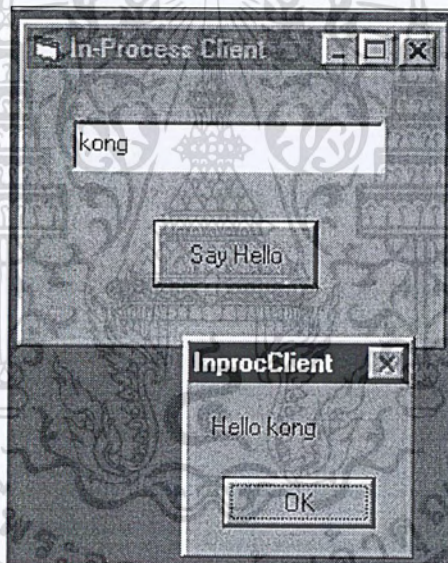 In-Process Client
kong
Say Hello
InprocClient
Hello kong
OK